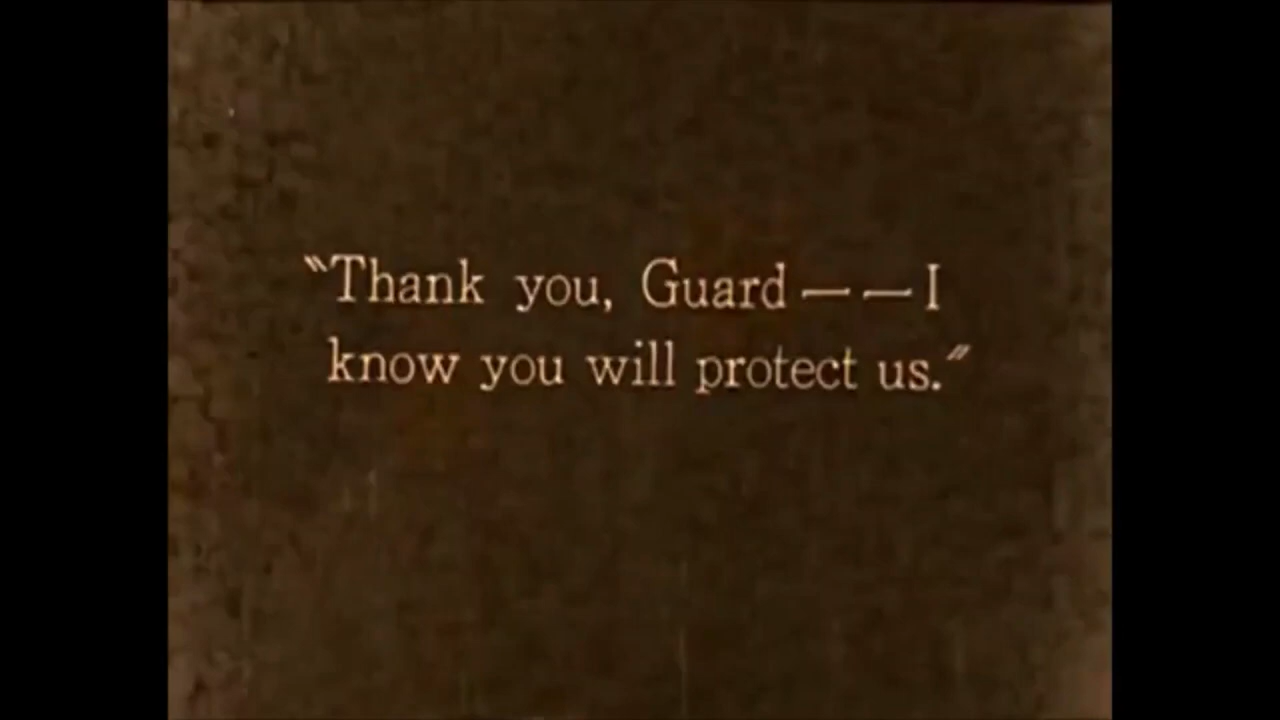 "Thank you, Guard — — I
know you will protect us."